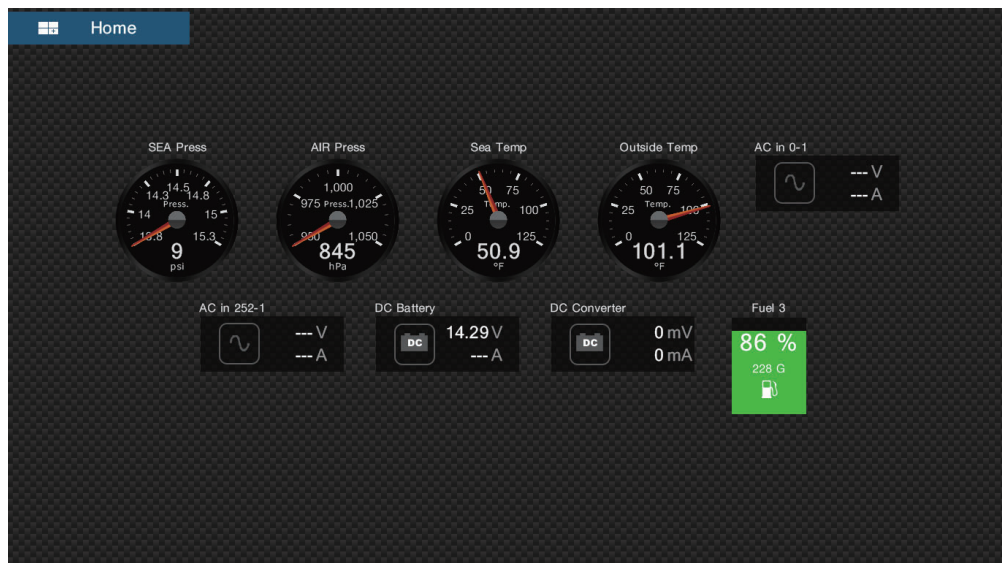 Home
SEA Press
14.5
14.3 14.8
Press.
14 15
13.8 15.3
9
psi
AIR Press
1,000
975 Press. 1,025
950 1,050
845
hPa
Sea Temp
50 75
Temp.
25 100
0 125
50.9
°F
Outside Temp
50 75
Temp.
25 100
0 125
101.1
°F
AC in 0-1
--- V
--- A
AC in 252-1
--- V
--- A
DC Battery
DC
14.29 V
--- A
DC Converter
DC
0 mV
0 mA
Fuel 3
86 %
228 G